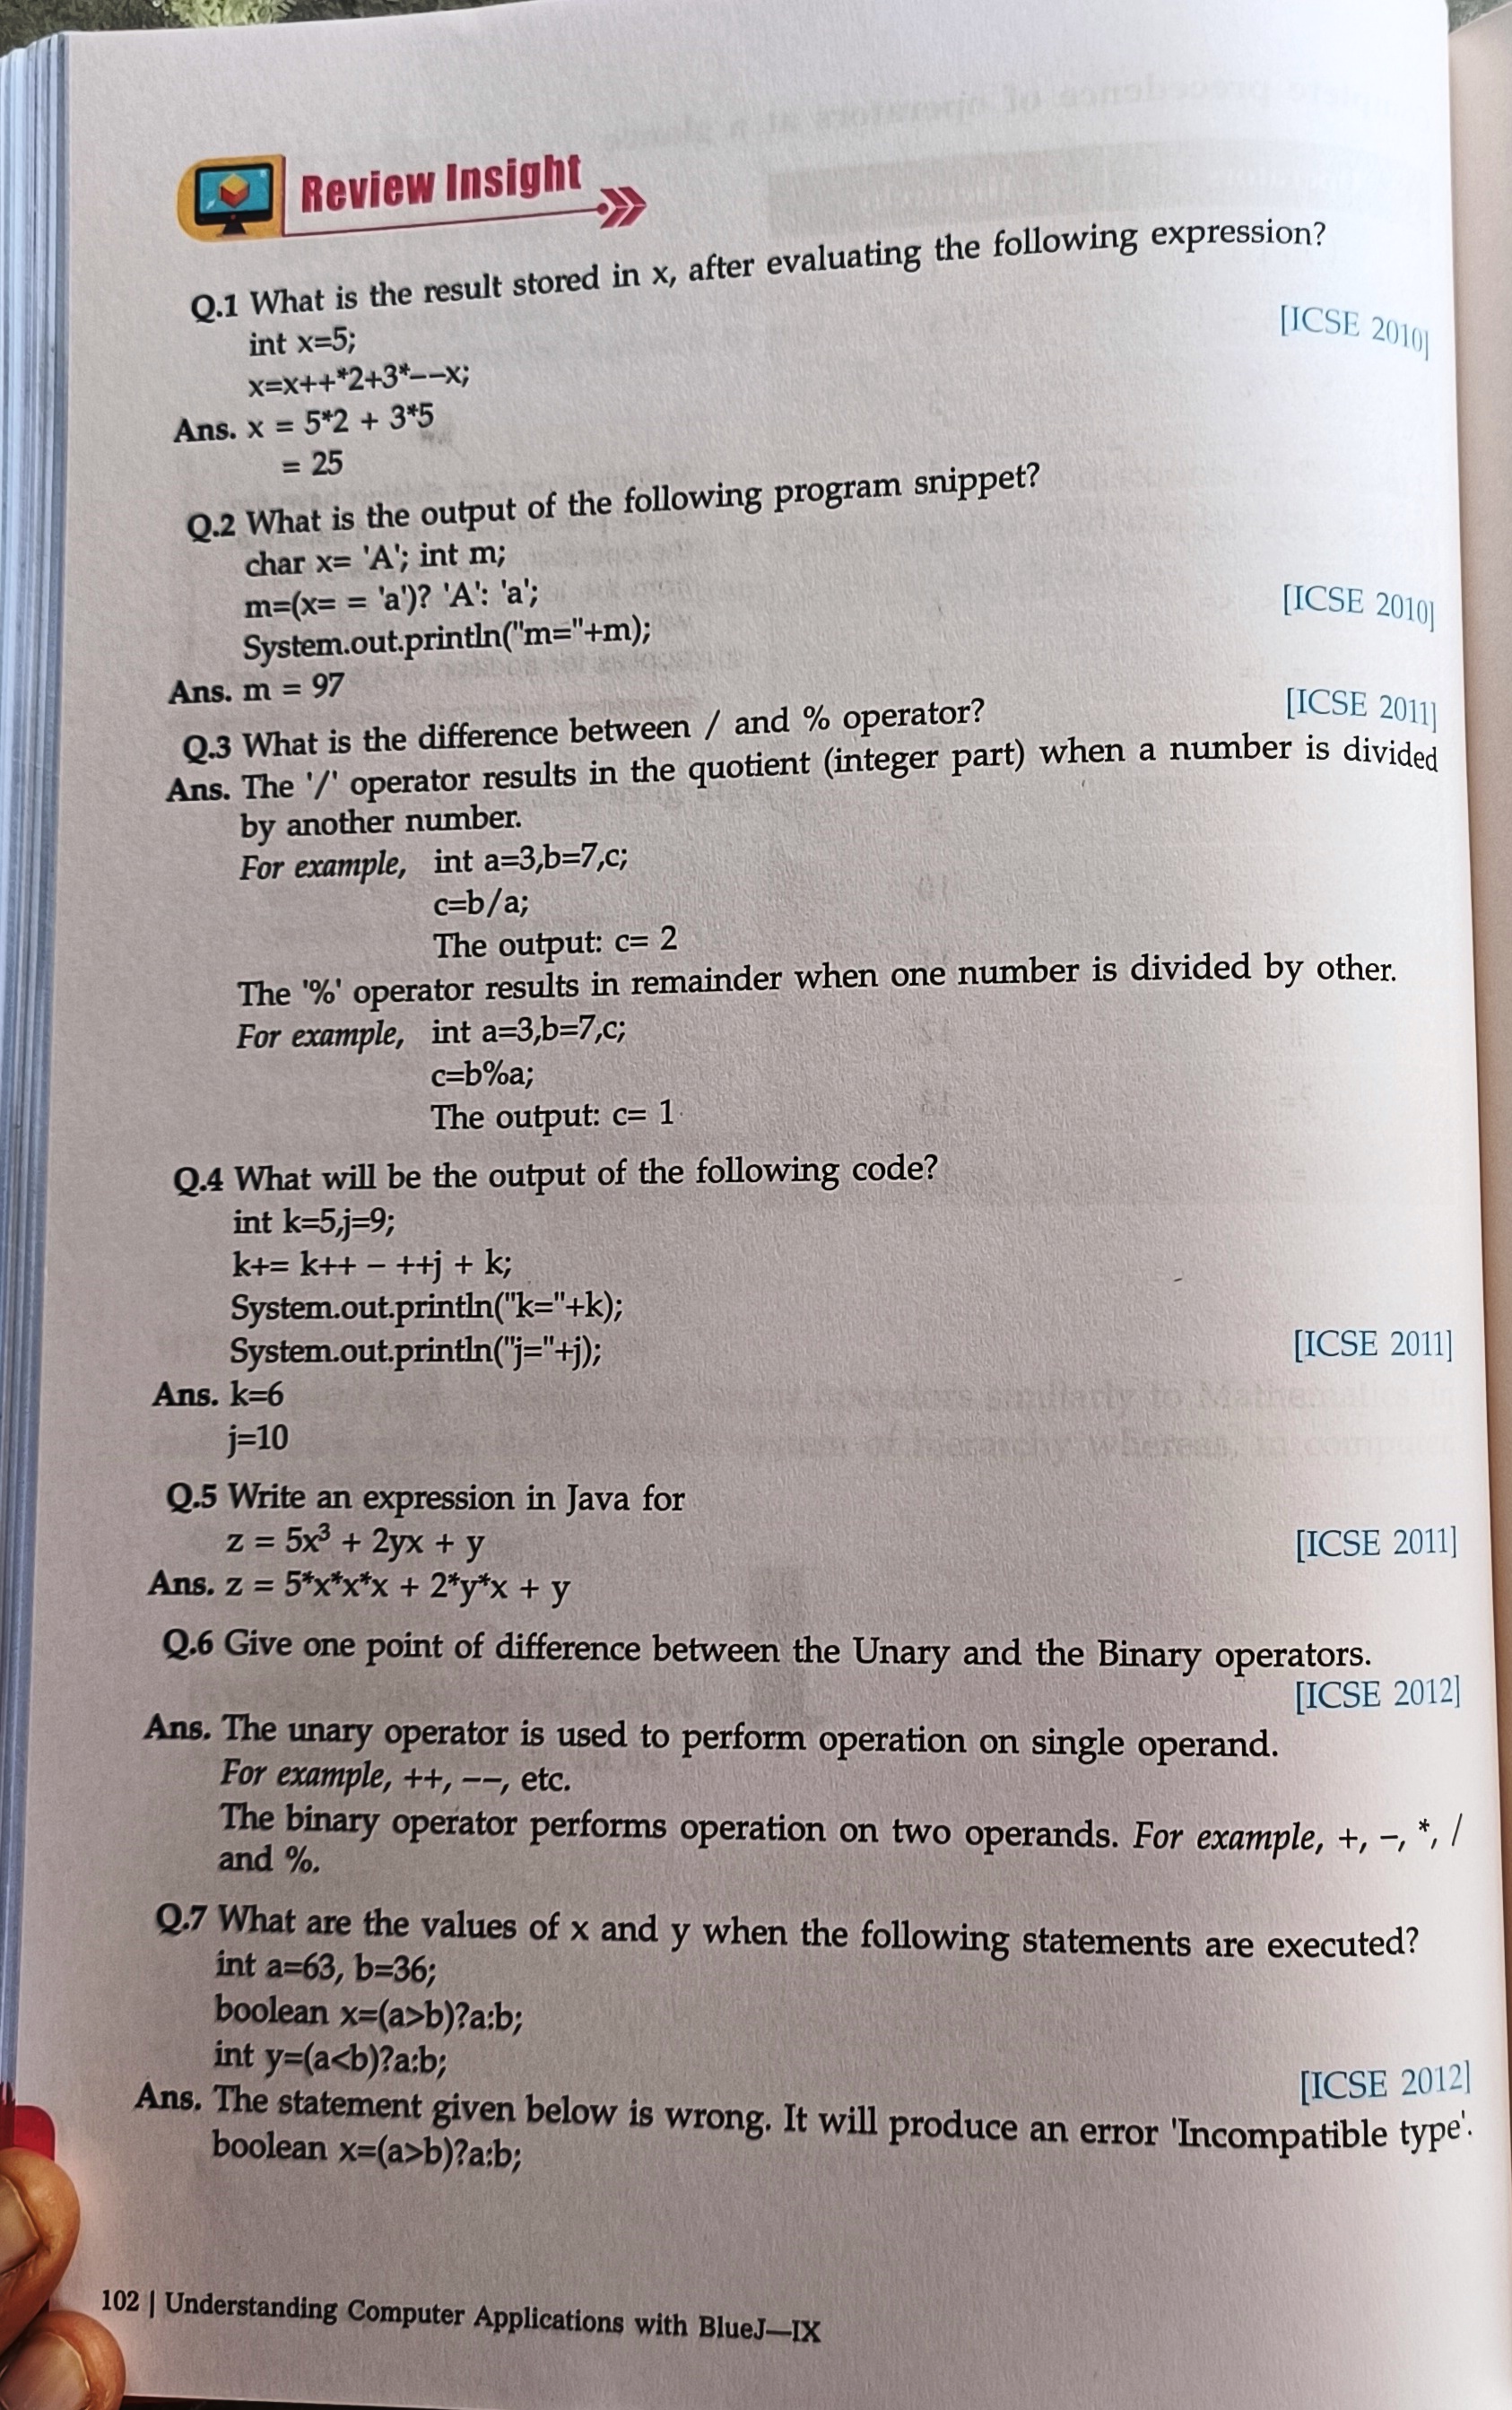 Review Insight
Q.1 What is the result stored in x, after evaluating the following expression?
int x=5;
[ICSE 2010]
x=x++*2+3*––x;
Ans. x = 5*2 + 3*5
= 25
Q.2 What is the output of the following program snippet?
char x= 'A'; int m;
m=(x= = 'a')? 'A': 'a';
[ICSE 2010]
System.out.println("m="+m);
Ans. m = 97
Q.3 What is the difference between / and % operator?
[ICSE 2011]
Ans. The '/' operator results in the quotient (integer part) when a number is divided
by another number.
For example, int a=3,b=7,c;
c=b/a;
The output: c= 2
The '%' operator results in remainder when one number is divided by other.
For example, int a=3,b=7,c;
c=b%a;
The output: c= 1
Q.4 What will be the output of the following code?
int k=5,j=9;
k+= k++ – ++j + k;
System.out.println("k="+k);
System.out.println("j="+j);
[ICSE 2011]
Ans. k=6
j=10
Q.5 Write an expression in Java for
z = 5x³ + 2yx + y
[ICSE 2011]
Ans. z = 5*x*x*x + 2*y*x + y
Q.6 Give one point of difference between the Unary and the Binary operators.
[ICSE 2012]
Ans. The unary operator is used to perform operation on single operand.
For example, ++, ––, etc.
The binary operator performs operation on two operands. For example, +, –, *, /
and %.
Q.7 What are the values of x and y when the following statements are executed?
int a=63, b=36;
boolean x=(a>b)?a:b;
int y=(a<b)?a:b;
[ICSE 2012]
Ans. The statement given below is wrong. It will produce an error 'Incompatible type'.
boolean x=(a>b)?a:b;
102 | Understanding Computer Applications with BlueJ—IX